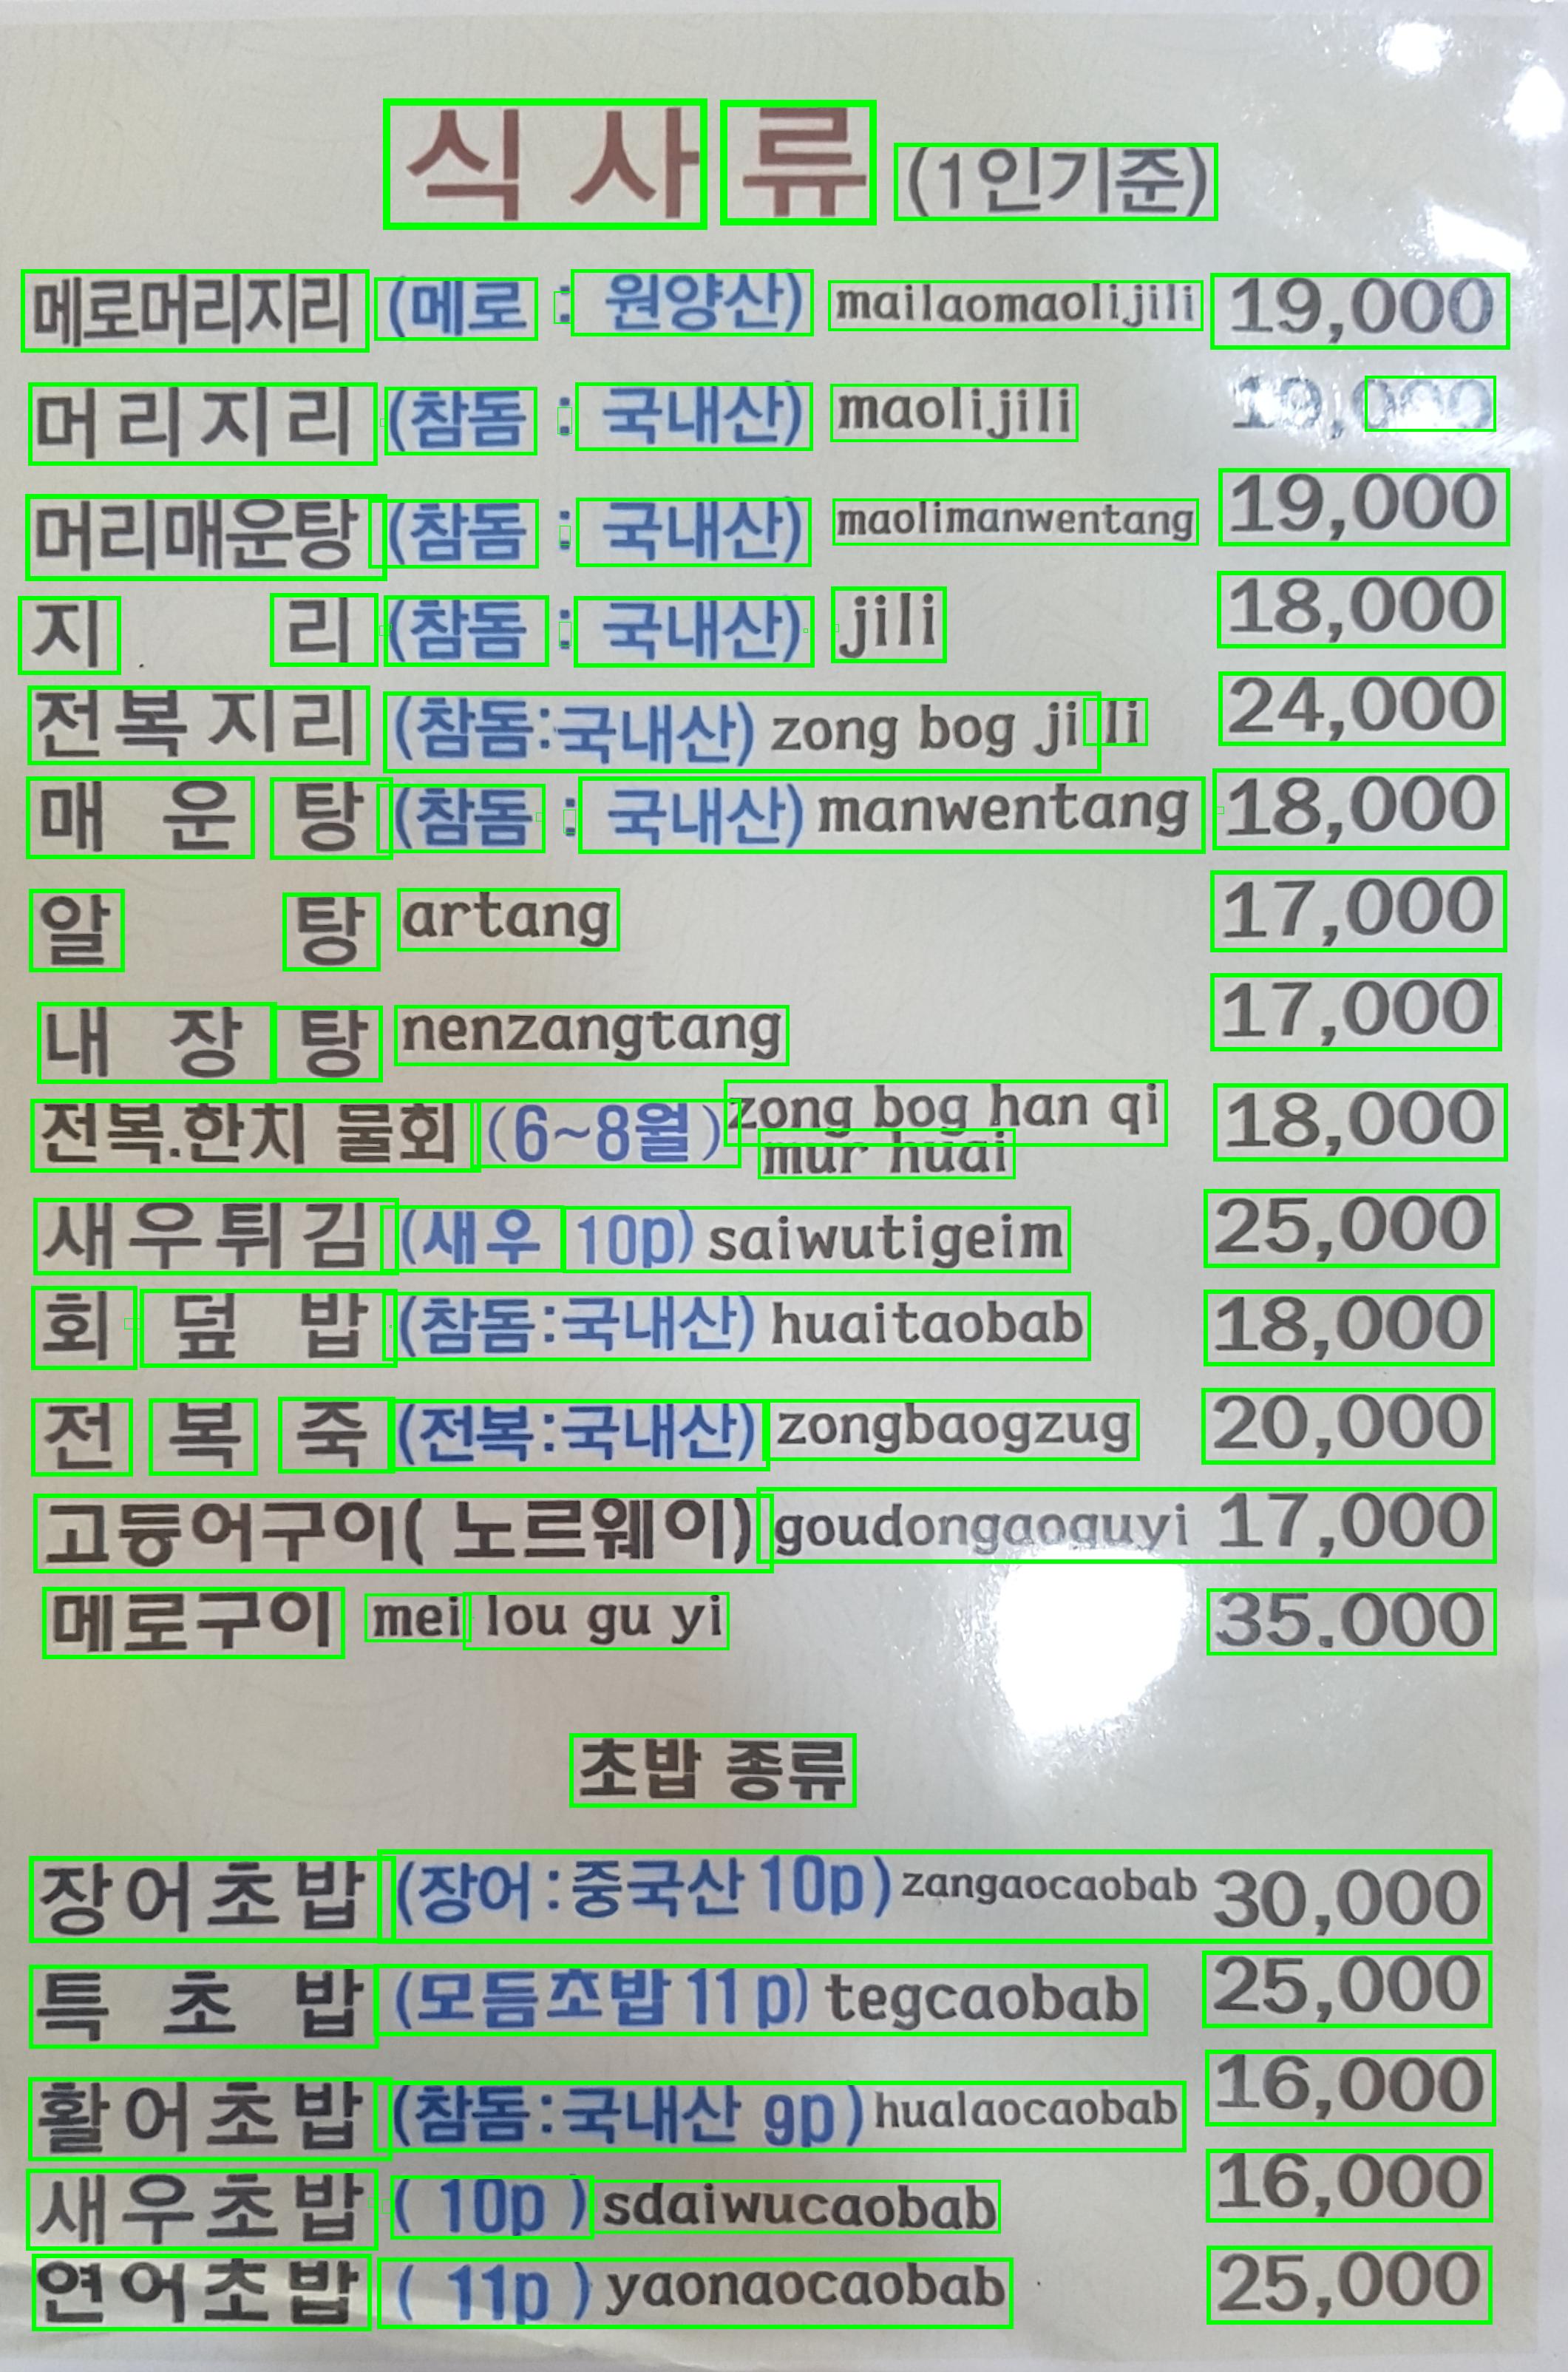 식 사 류 (1인기준)
메로머리지리 (메로 : 원양산) mailaomaolijili 19,000
머리지리 (참돔 : 국내산) maolijili 19,000
머리매운탕 (참돔 : 국내산) maolimanwentang 19,000
지 리 (참돔 : 국내산) jili 18,000
전복지리 (참돔:국내산) zong bog ji li 24,000
매 운 탕 (참돔 : 국내산) manwentang 18,000
알 탕 artang 17,000
내 장 탕 nenzangtang 17,000
전복.한치 물회 (6~8월) zong bog han qi 18,000
mur huai
새우튀김 (새우 10p) saiwutigeim 25,000
회 덮 밥 (참돔:국내산) huaitaobab 18,000
전 복 죽 (전복:국내산) zongbaogzug 20,000
고등어구이( 노르웨이) goudongaoguyi 17,000
메로구이 mei lou gu yi 35.000
초밥 종류
장어초밥 (장어:중국산 10p) zangaocaobab 30,000
특 초 밥 (모듬초밥 11p) tegcaobab 25,000
활어초밥 (참돔:국내산 9p) hualaocaobab 16,000
새우초밥 ( 10p ) sdaiwucaobab 16,000
연어초밥 ( 11p ) yaonaocaobab 25,000